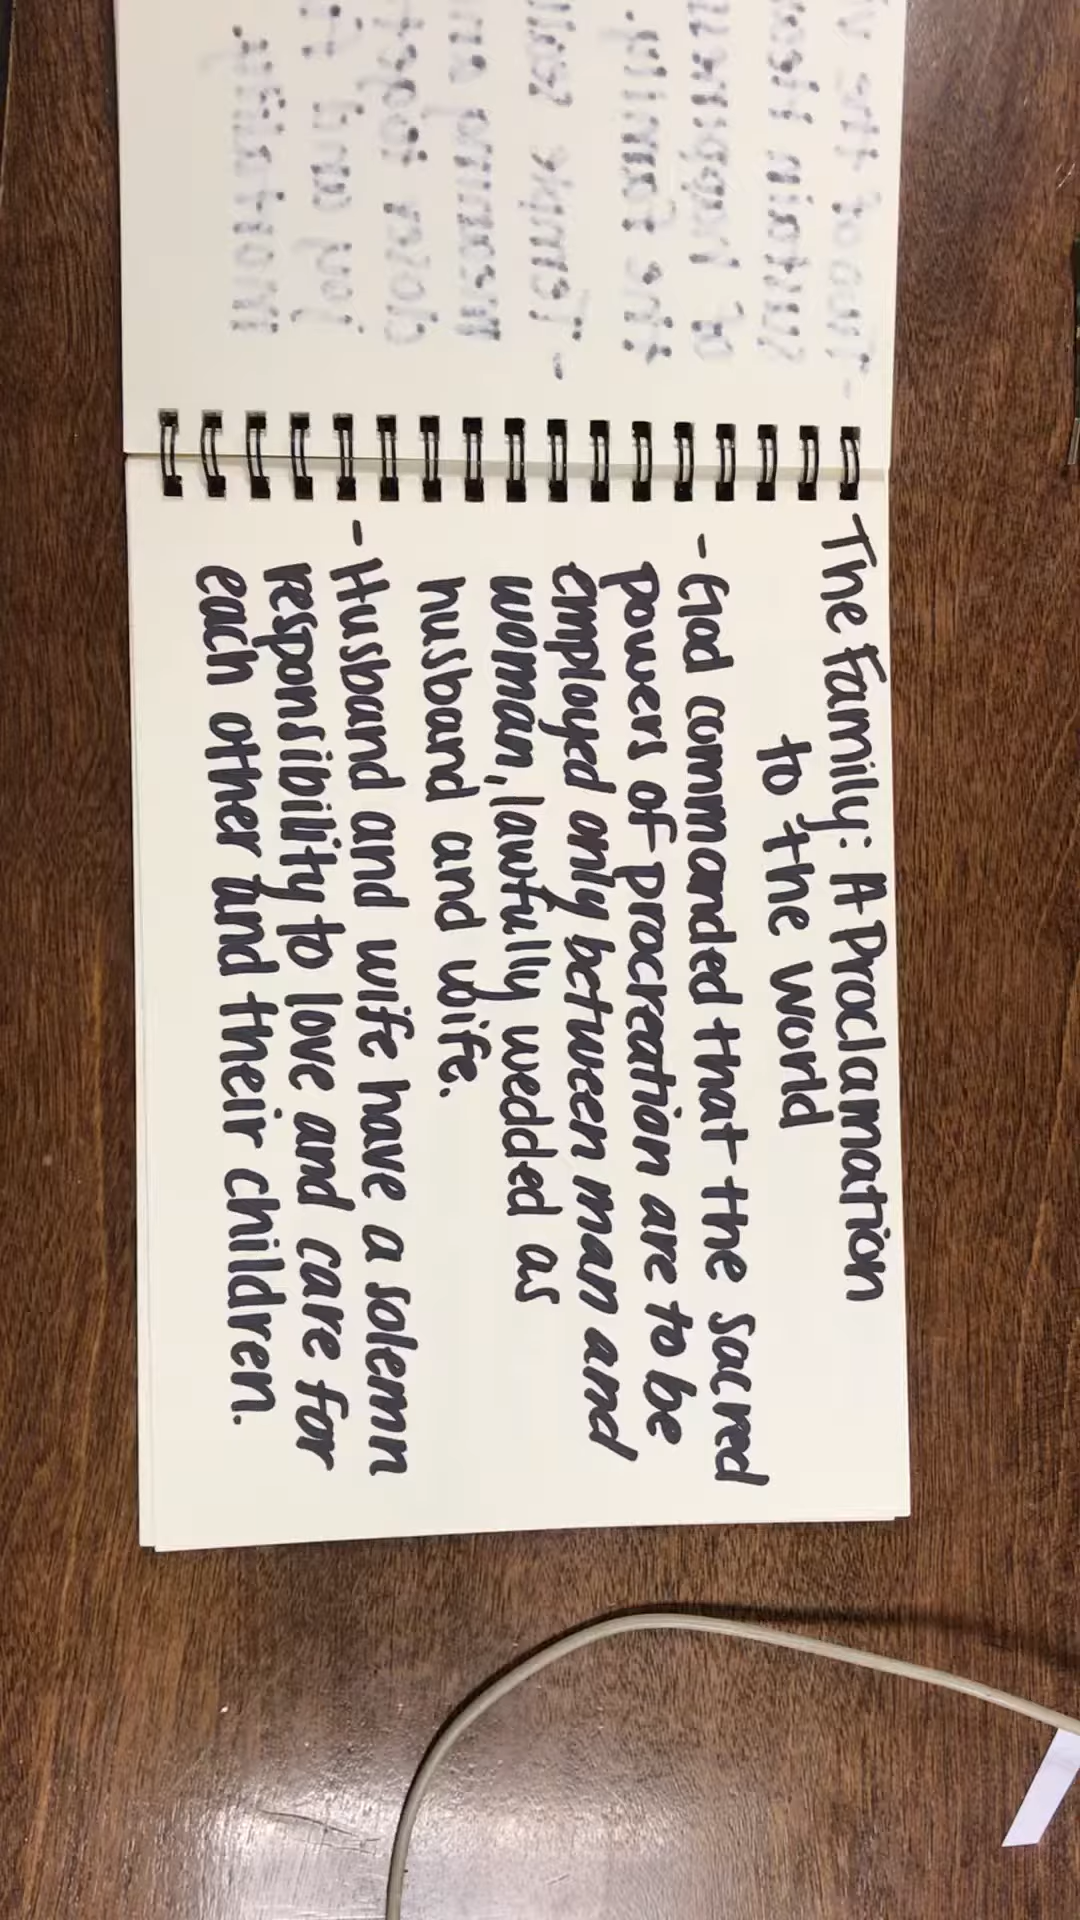 - The Family: A Proclamation
to the world
- God commanded that the sacred
powers of procreation are to be
employed only between man and
woman, lawfully wedded as
husband and wife.
- Husband and wife have a solemn
responsibility to love and care for
each other and their children.